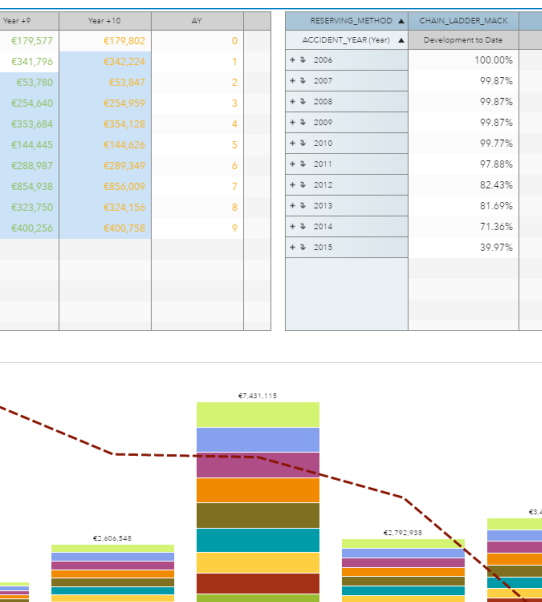 Year +9 Year +10 AY
€179,577 €179,802 0
€341,796 €342,224 1
€53,780 €53,847 2
€254,640 €254,959 3
€353,684 €354,128 4
€144,445 €144,626 5
€288,987 €289,349 6
€854,938 €856,009 7
€323,750 €324,156 8
€400,256 €400,758 9
RESERVING_METHOD ▲ CHAIN_LADDER_MACK
ACCIDENT_YEAR (Year) ▲ Development to Date
+ 2006 100.00%
+ 2007 99.87%
+ 2008 99.87%
+ 2009 99.87%
+ 2010 99.77%
+ 2011 97.88%
+ 2012 82.43%
+ 2013 81.69%
+ 2014 71.36%
+ 2015 39.97%
€7,431,115
€2,606,548
€2,792,938